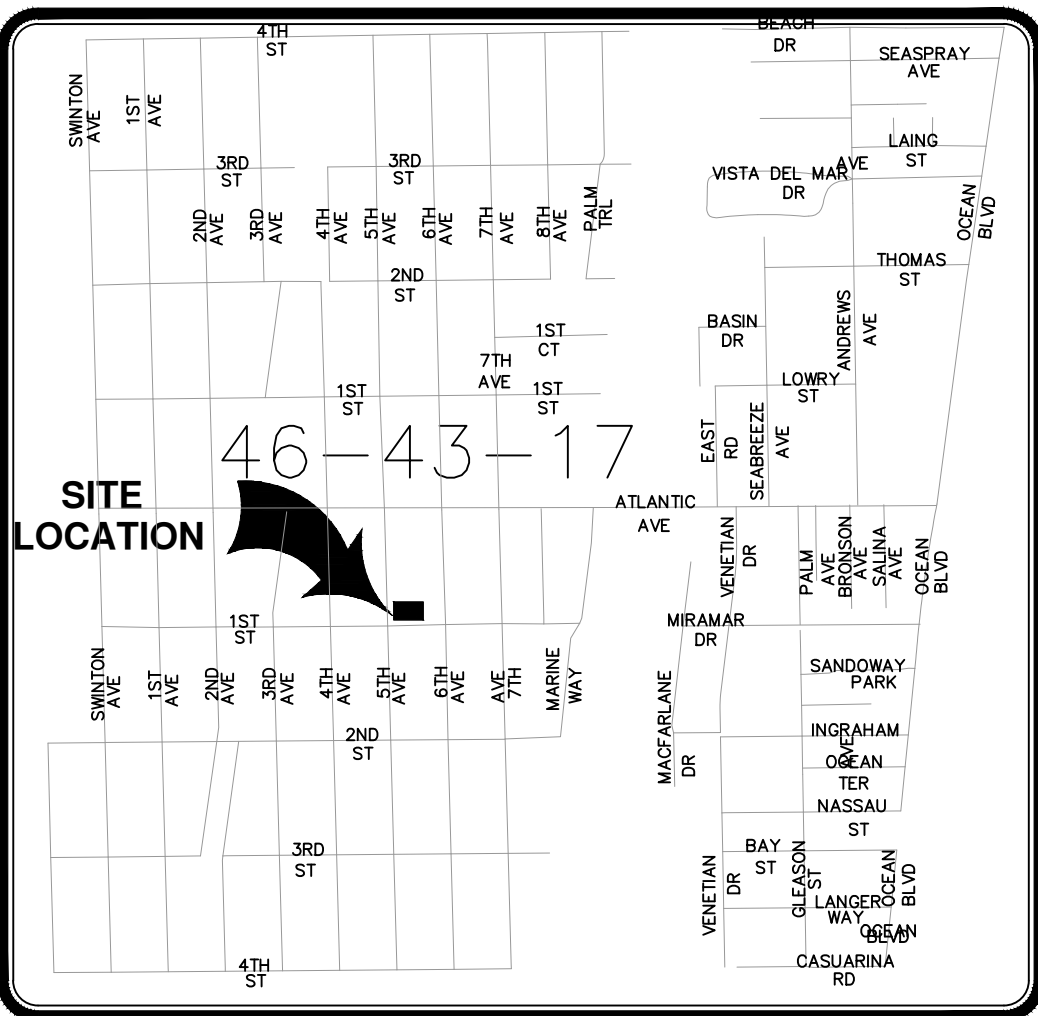 BEACH
DR
4TH
ST
SEASPRAY
AVE
SWINTON
AVE
1ST
AVE
LAING
ST
3RD
ST
3RD
ST
AVE
VISTA DEL MAR
DR
2ND
AVE
3RD
AVE
4TH
AVE
5TH
AVE
6TH
AVE
7TH
AVE
8TH
AVE
PALM
TRL
OCEAN
BLVD
THOMAS
ST
2ND
ST
ANDREWS
AVE
BASIN
DR
1ST
CT
7TH
AVE
LOWRY
ST
1ST
ST
1ST
ST
EAST
RD
SEABREEZE
AVE
46-43-17
SITE
LOCATION
ATLANTIC
AVE
VENETIAN
DR
PALM
AVE
BRONSON
AVE
SALINA
AVE
OCEAN
BLVD
1ST
ST
MIRAMAR
DR
SWINTON
AVE
1ST
AVE
2ND
AVE
3RD
AVE
4TH
AVE
5TH
AVE
6TH
AVE
AVE
7TH
MARINE
WAY
SANDOWAY
PARK
MACFARLANE
DR
2ND
ST
INGRAHAM
AVE
OCEAN
TER
NASSAU
ST
3RD
ST
BAY
ST
VENETIAN
DR
GLEASON
ST
OCEAN
BLVD
LANGER
WAY
OCEAN
BLVD
4TH
ST
CASUARINA
RD